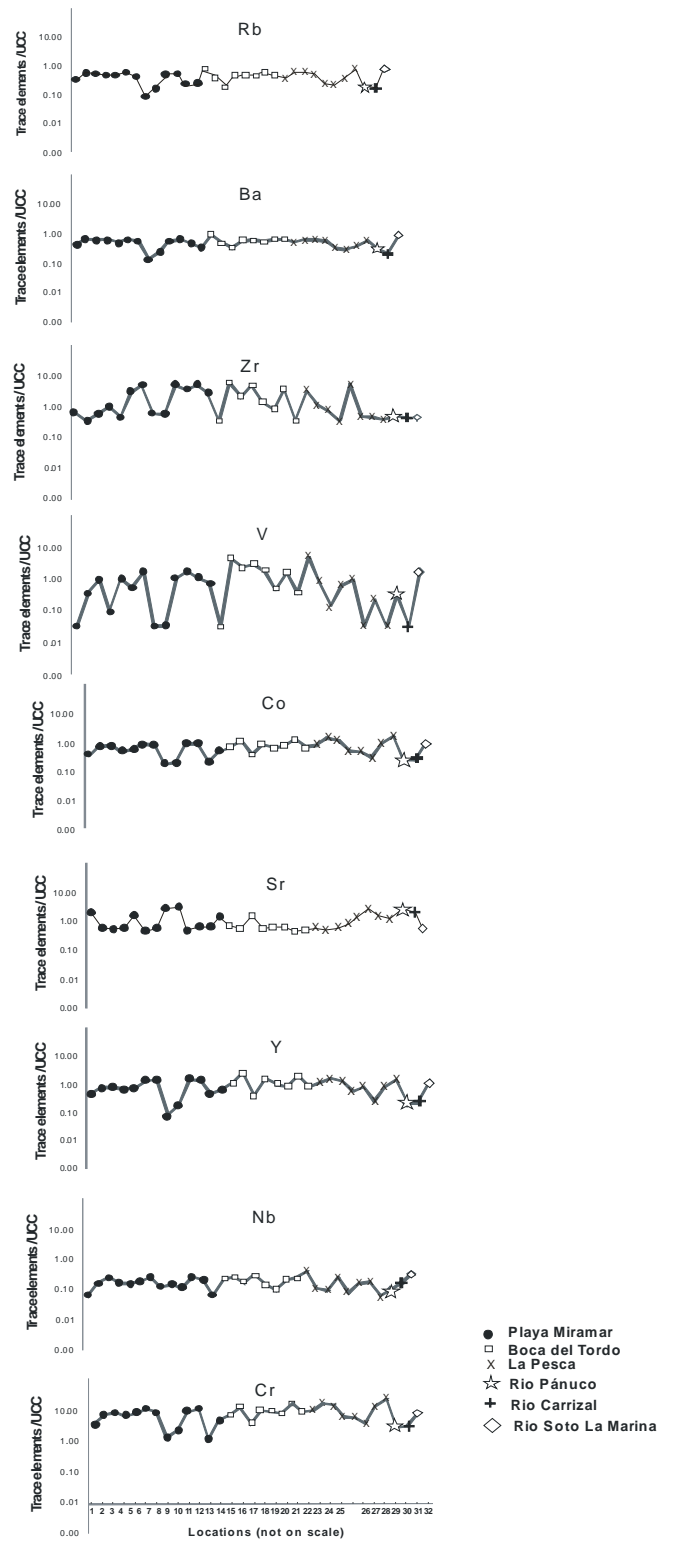 Rb
Trace elements /UCC
10.00
1.00
0.10
0.01
0.00
Ba
Trace elements /UCC
10.00
1.00
0.10
0.01
0.00
Zr
Trace elements /UCC
10.00
1.00
0.10
0.01
0.00
V
Trace elements /UCC
10.00
1.00
0.10
0.01
0.00
Co
Trace elements /UCC
10.00
1.00
0.10
0.01
0.00
Sr
Trace elements /UCC
10.00
1.00
0.10
0.01
0.00
Y
Trace elements /UCC
10.00
1.00
0.10
0.01
0.00
Nb
Trace elements /UCC
10.00
1.00
0.10
0.01
0.00
Playa Miramar
Boca del Tordo
La Pesca
Rio Pánuco
Rio Carrizal
Rio Soto La Marina
Cr
Trace elements /UCC
10.00
1.00
0.10
0.01
0.00
1 2 3 4 5 6 7 8 9 10 11 12 13 14 15 16 17 18 19 20 21 22 23 24 25 26 27 28 29 30 31 32
Locations (not on scale)